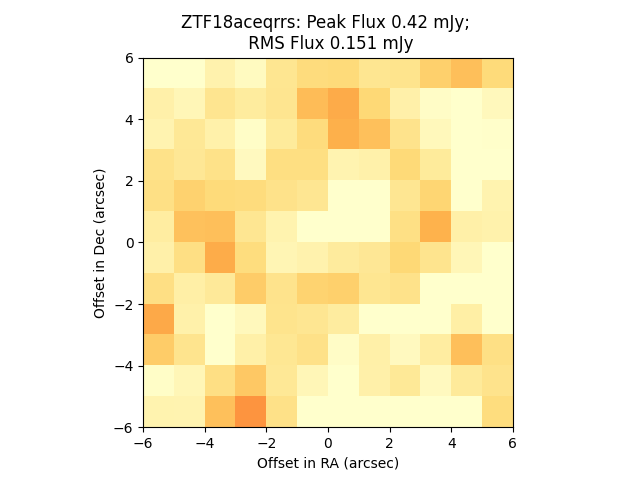 ZTF18aceqrrs: Peak Flux 0.42 mJy;
RMS Flux 0.151 mJy
6
4
2
0
−2
−4
−6
Offset in Dec (arcsec)
−6 −4 −2 0 2 4 6
Offset in RA (arcsec)